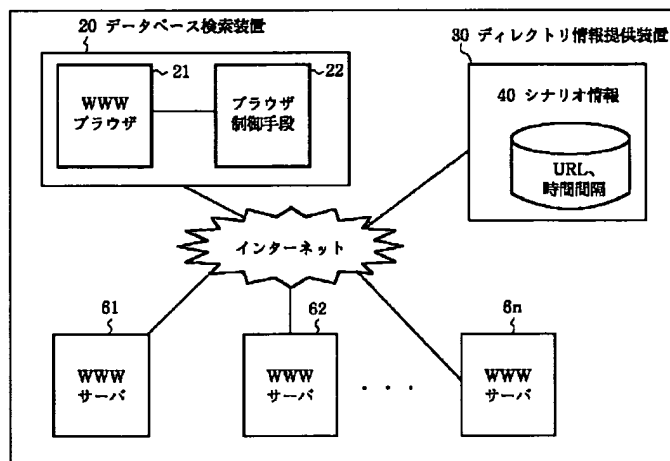 20 データベース検索装置
21
WWW
ブラウザ
22
ブラウザ
制御手段
80 ディレクトリ情報提供装置
40 シナリオ情報
URL、
時間間隔
インターネット
61
WWW
サーバ
62
WWW
サーバ
・・・
6n
WWW
サーバ